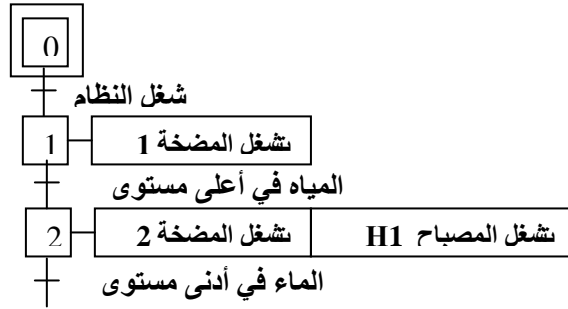 0
شغل النظام
1 تشغل المضخة 1
المياه في أعلى مستوى
2 تشغل المضخة 2 تشغل المصباح H1
الماء في أدنى مستوى